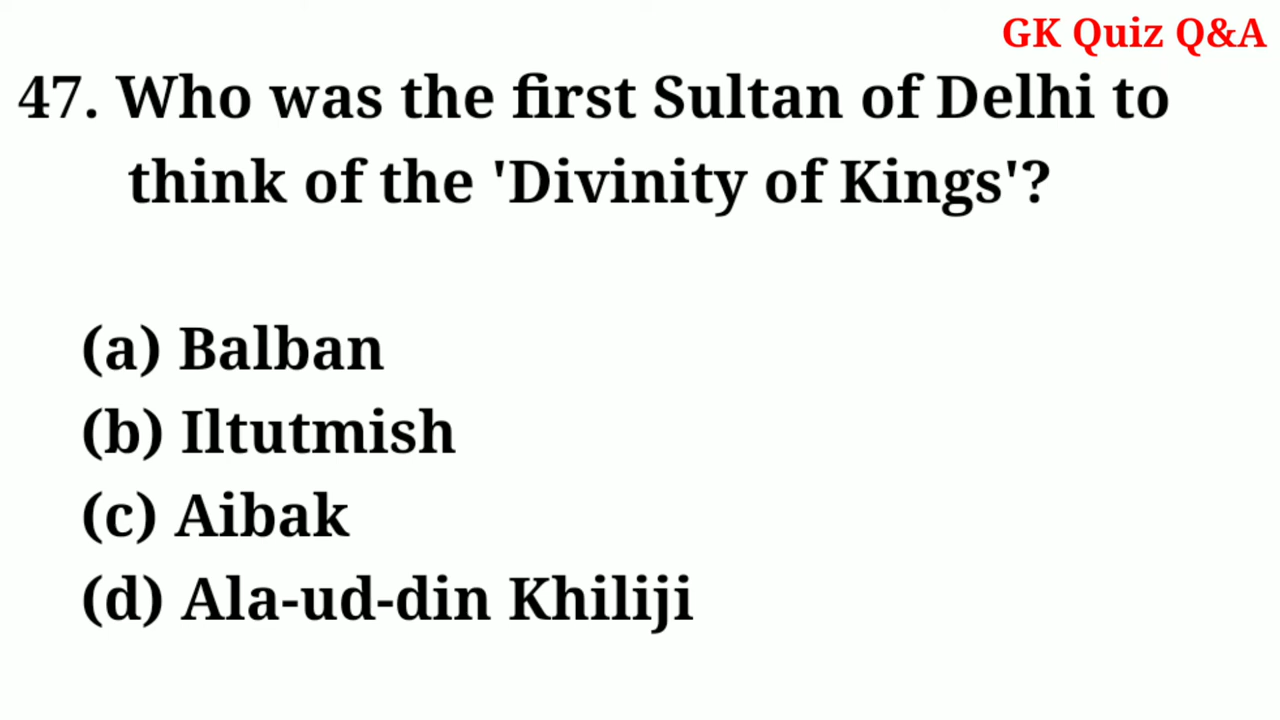 GK Quiz Q&A
47. Who was the first Sultan of Delhi to
think of the 'Divinity of Kings'?
(a) Balban
(b) Iltutmish
(c) Aibak
(d) Ala-ud-din Khiliji